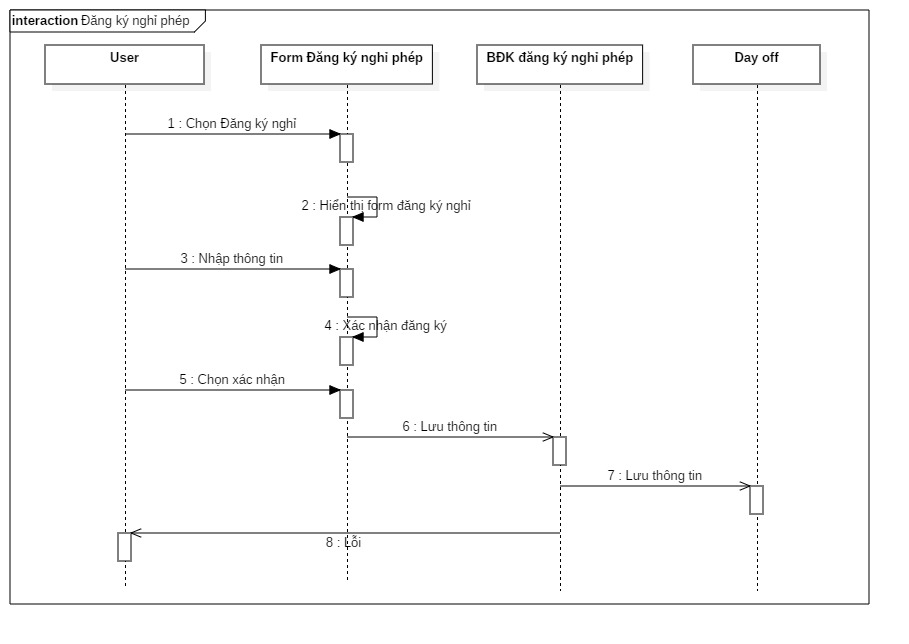 interaction Đăng ký nghỉ phép
User
Form Đăng ký nghỉ phép
BĐK đăng ký nghỉ phép
Day off
1 : Chọn Đăng ký nghỉ
2 : Hiển thị form đăng ký nghỉ
3 : Nhập thông tin
4 : Xác nhận đăng ký
5 : Chọn xác nhận
6 : Lưu thông tin
7 : Lưu thông tin
8 : Lỗi